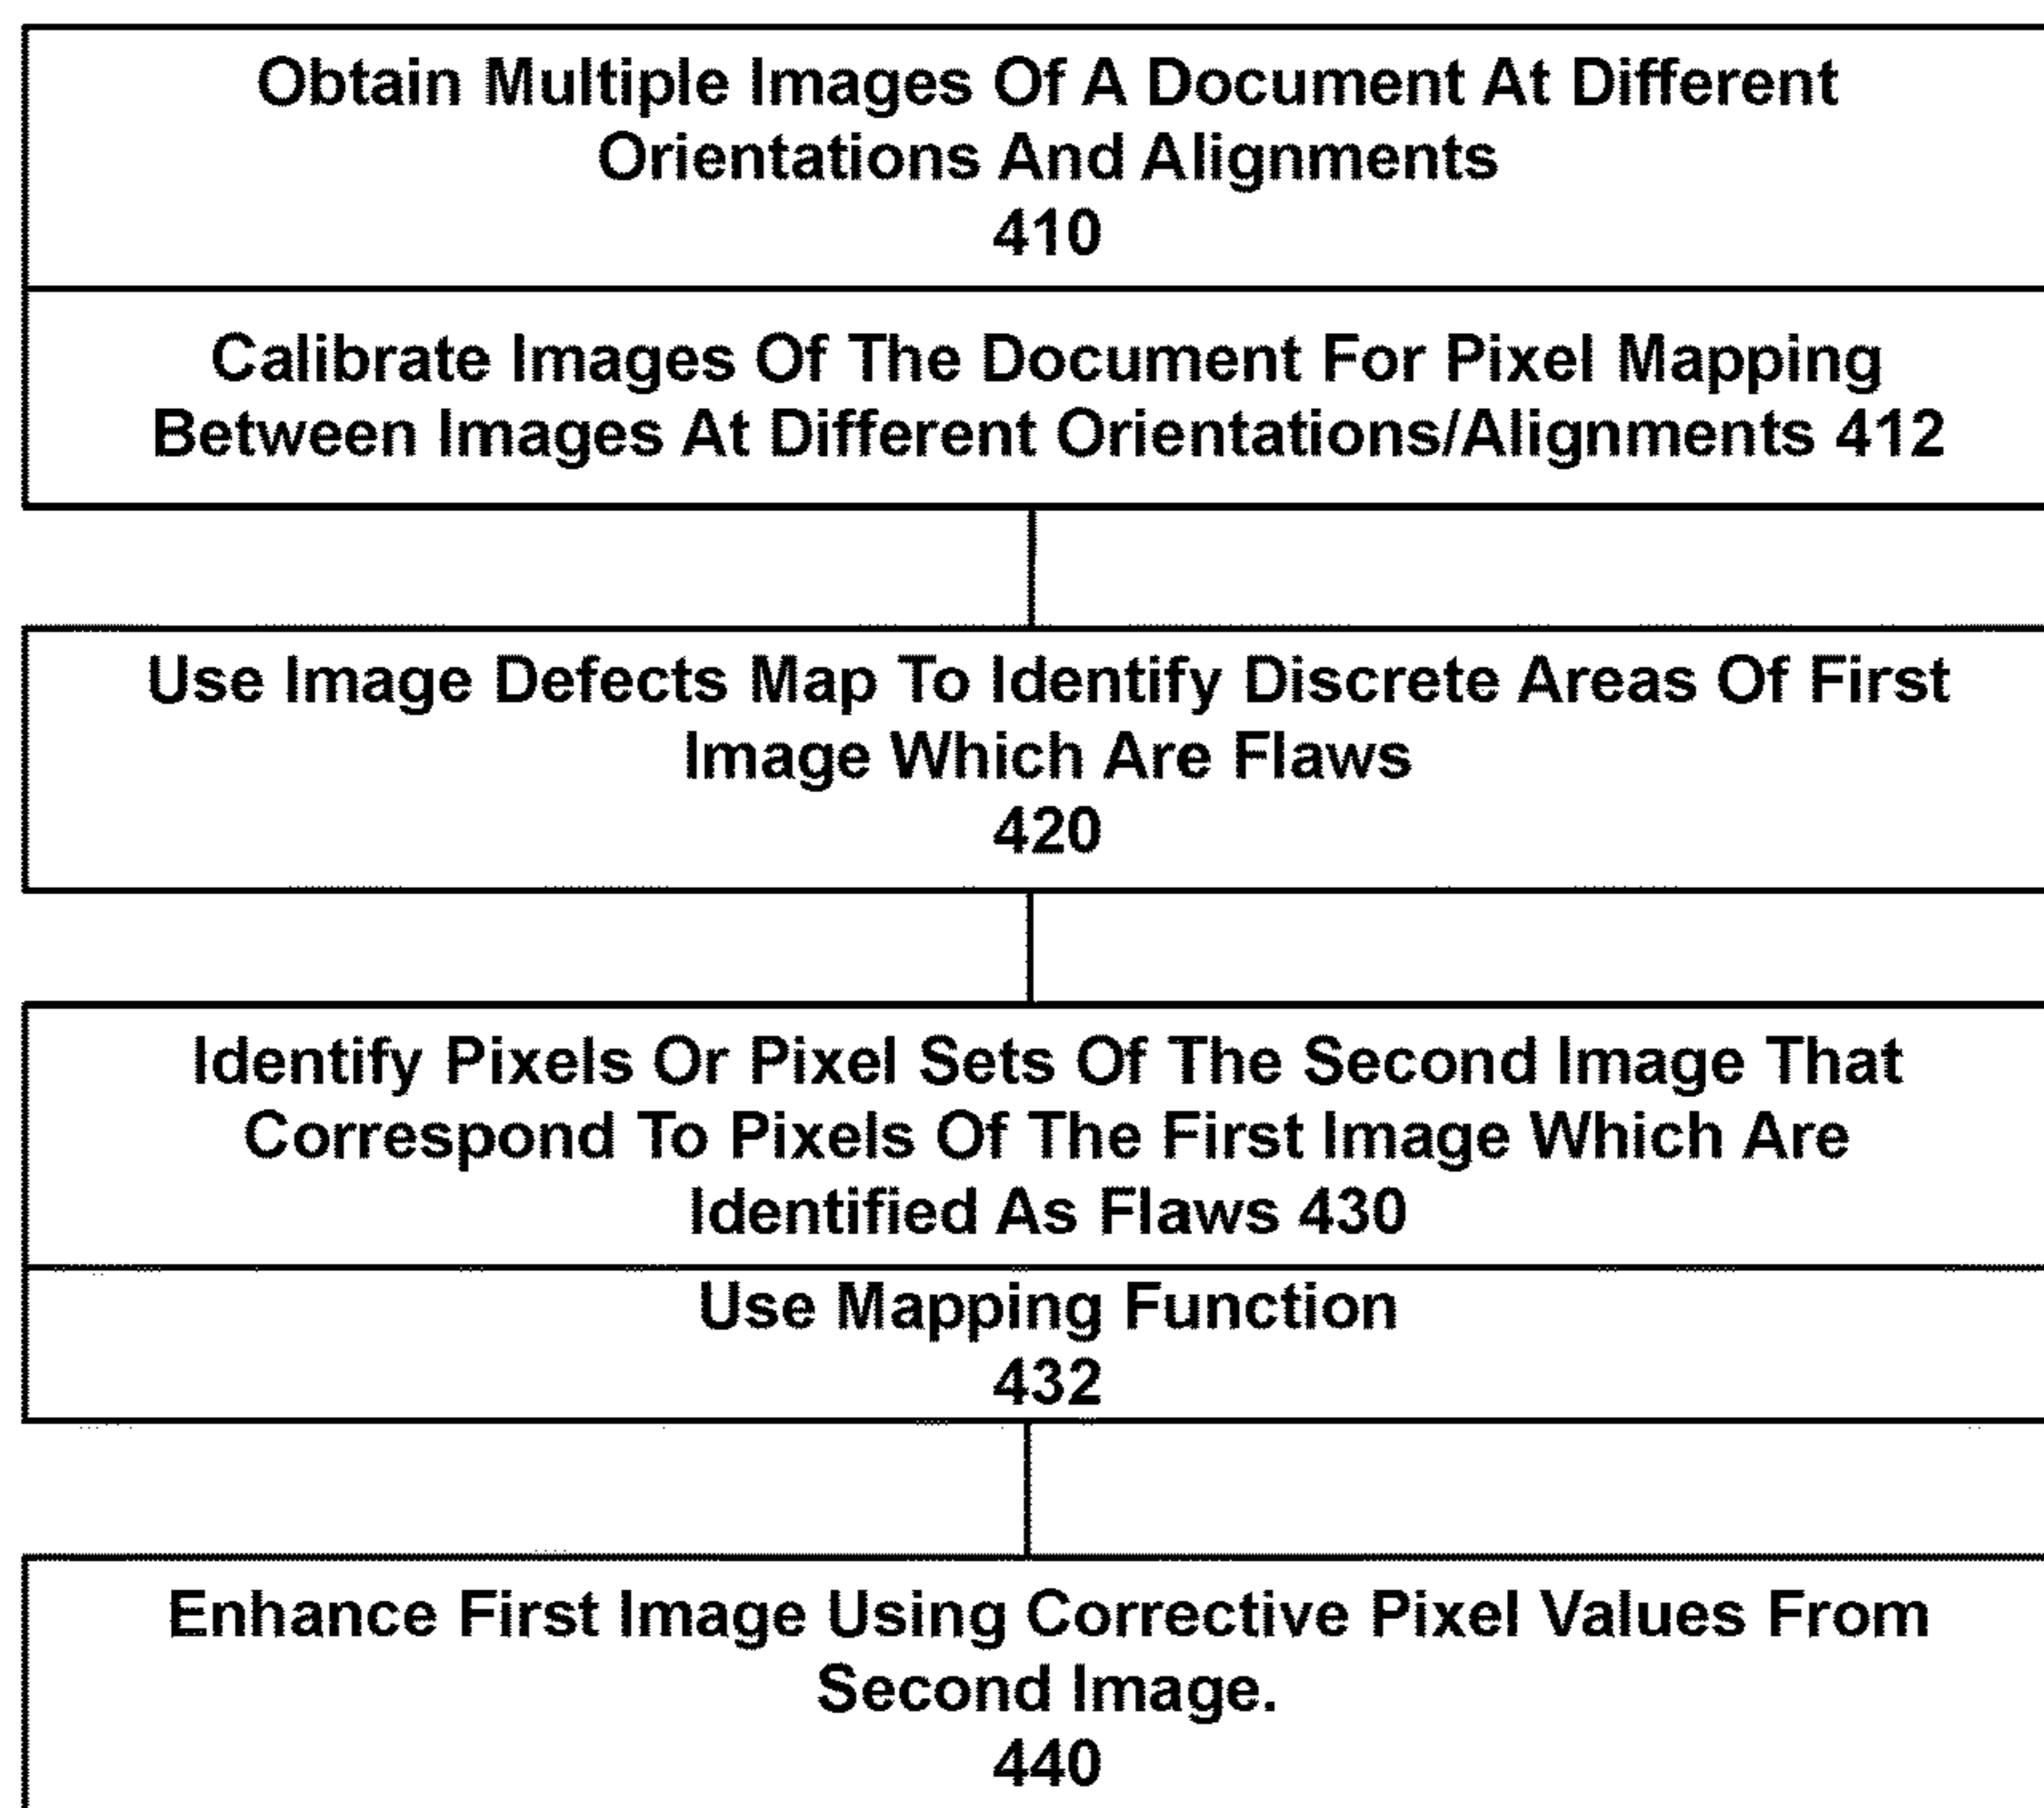 Obtain Multiple Images Of A Document At Different
Orientations And Alignments
410
Calibrate Images Of The Document For Pixel Mapping
Between Images At Different Orientations/Alignments 412
Use Image Defects Map To Identify Discrete Areas Of First
Image Which Are Flaws
420
Identify Pixels Or Pixel Sets Of The Second Image That
Correspond To Pixels Of The First Image Which Are
Identified As Flaws 430
Use Mapping Function
432
Enhance First Image Using Corrective Pixel Values From
Second Image.
440